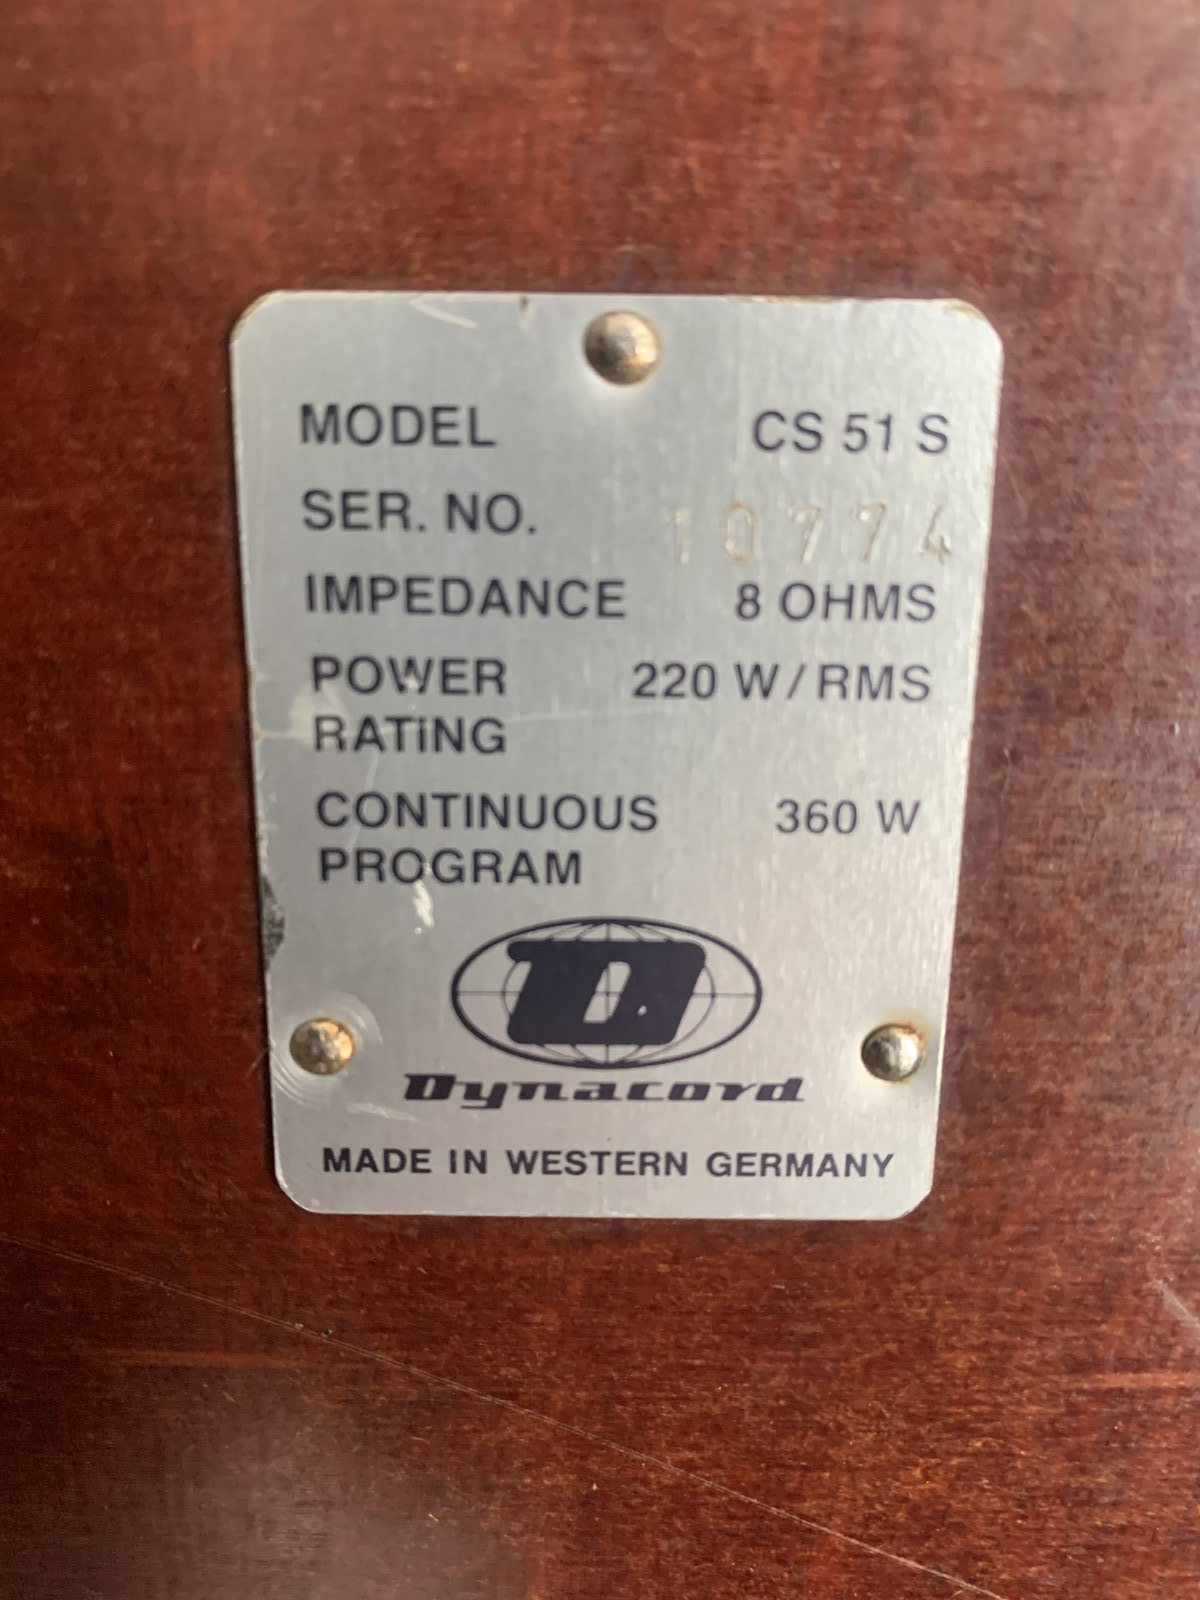 MODEL CS 51 S
SER. NO. 10774
IMPEDANCE 8 OHMS
POWER 220 W/RMS
RATiNG
CONTINUOUS 360 W
PROGRAM
D
Dynacord
MADE IN WESTERN GERMANY